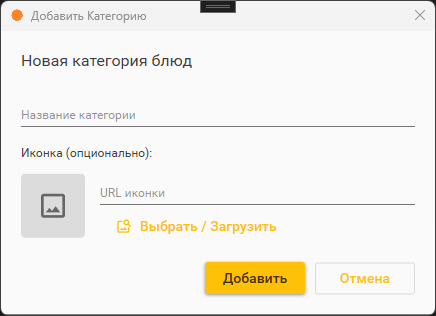 Добавить Категорию
Новая категория блюд
Название категории
Иконка (опционально):
URL иконки
Выбрать / Загрузить
Добавить
Отмена